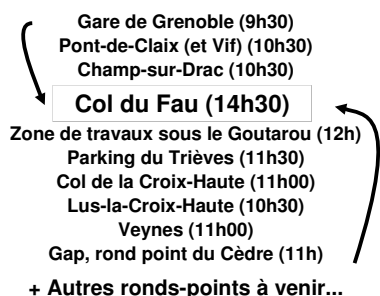 Gare de Grenoble (9h30)
Pont-de-Claix (et Vif) (10h30)
Champ-sur-Drac (10h30)
Col du Fau (14h30)
Zone de travaux sous le Goutarou (12h)
Parking du Trièves (11h30)
Col de la Croix-Haute (11h00)
Lus-la-Croix-Haute (10h30)
Veynes (11h00)
Gap, rond point du Cèdre (11h)
+ Autres ronds-points à venir...